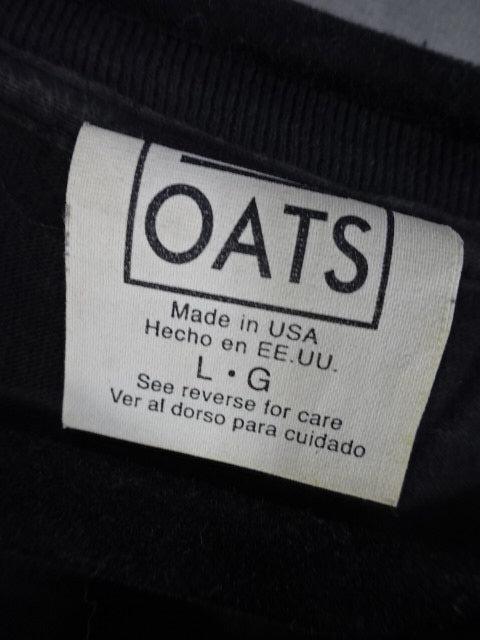 OATS
Made in USA
Hecho en EE.UU.
L • G
See reverse for care
Ver al dorso para cuidado